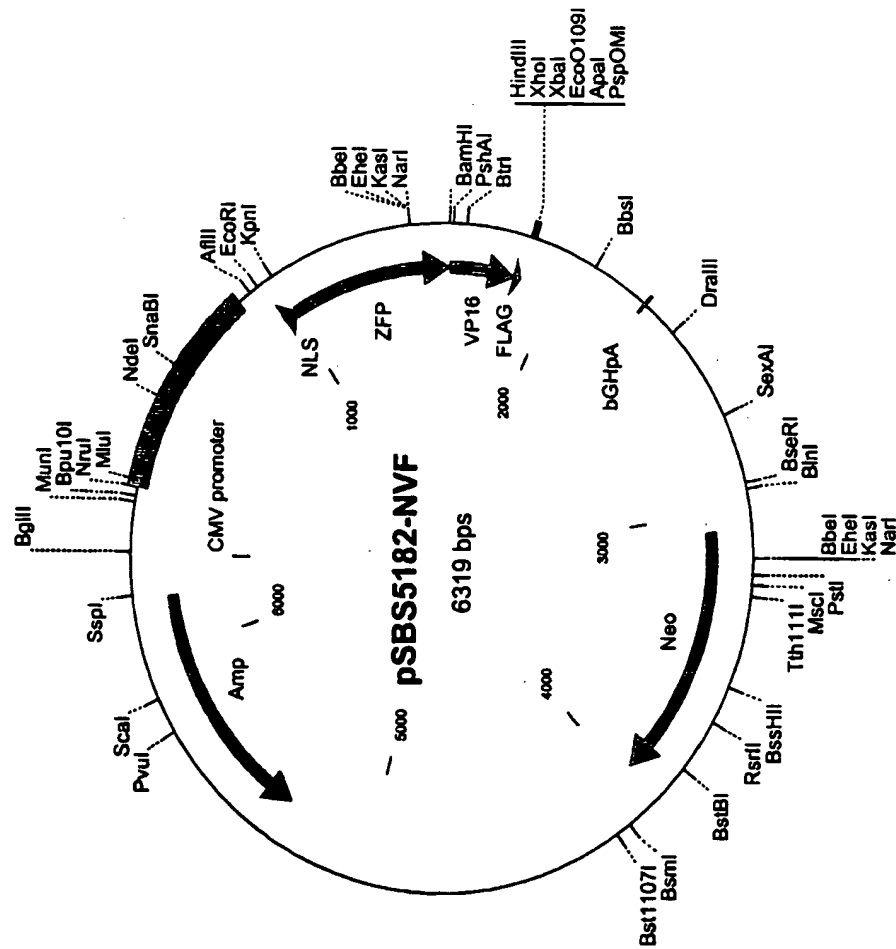 pSBS5182-NVF
6319 bps
BglII
MunI
Bpu10I
NruI
MluI
NdeI
SnaBI
AflII
EcoRI
KpnI
BbeI
EheI
KasI
NarI
BamHI
PshAI
BtrI
HindIII
XhoI
XbaI
EcoO109I
ApaI
PspOMI
BbsI
DraIII
SexAI
BseRI
BlnI
BbeI
EheI
KasI
NarI
PstI
MscI
Tth111I
BssHII
RsrII
BstBI
BsmI
Bst1107I
PvuI
ScaI
SspI
CMV promoter
NLS
ZFP
VP16
FLAG
bGHpA
Neo
Amp
1000
2000
3000
4000
5000
6000